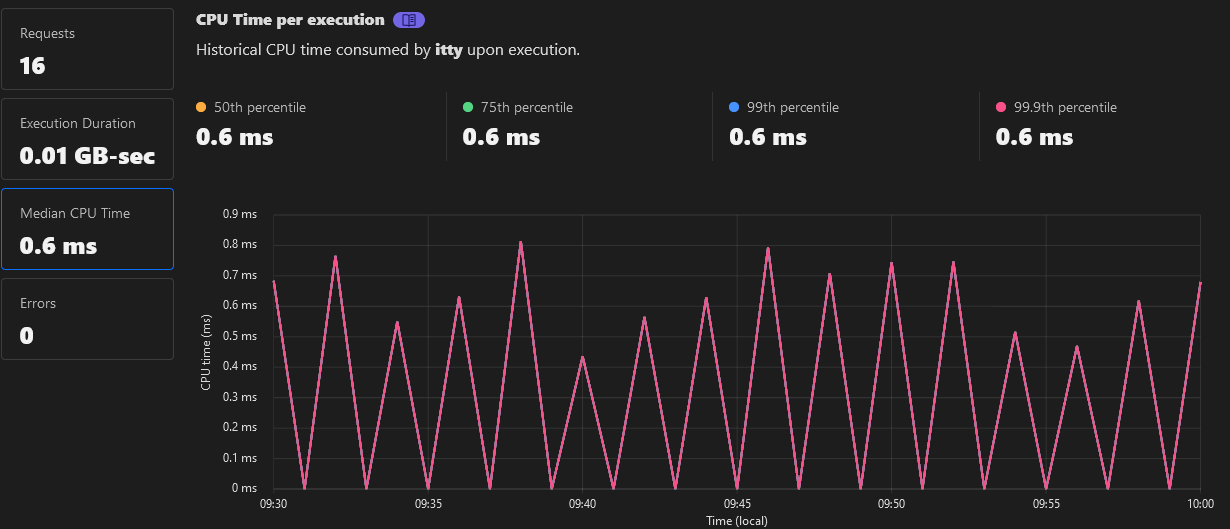 Requests
16
Execution Duration
0.01 GB-sec
Median CPU Time
0.6 ms
Errors
0
CPU Time per execution
Historical CPU time consumed by itty upon execution.
50th percentile
0.6 ms
75th percentile
0.6 ms
99th percentile
0.6 ms
99.9th percentile
0.6 ms
0.9 ms
0.8 ms
0.7 ms
0.6 ms
0.5 ms
0.4 ms
0.3 ms
0.2 ms
0.1 ms
0 ms
CPU time (ms)
09:30 09:35 09:40 09:45 09:50 09:55 10:00
Time (local)